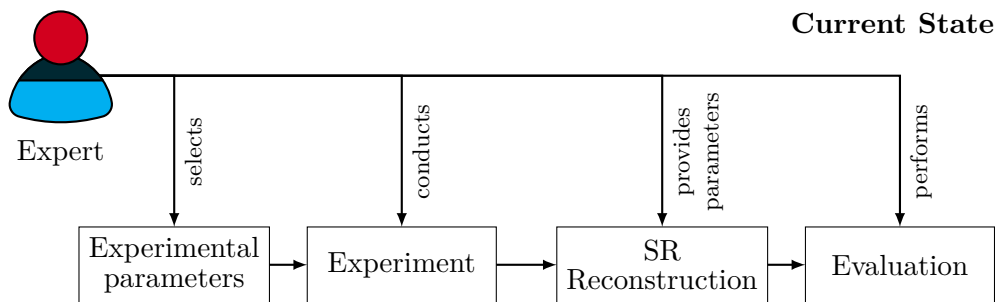 Current State
Expert
selects
conducts
provides
parameters
performs
Experimental
parameters
Experiment
SR
Reconstruction
Evaluation